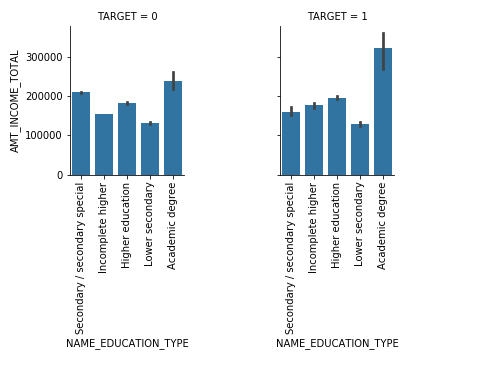 TARGET = 0
TARGET = 1
AMT_INCOME_TOTAL
300000
200000
100000
0
Secondary / secondary special
Incomplete higher
Higher education
Lower secondary
Academic degree
NAME_EDUCATION_TYPE
Secondary / secondary special
Incomplete higher
Higher education
Lower secondary
Academic degree
NAME_EDUCATION_TYPE